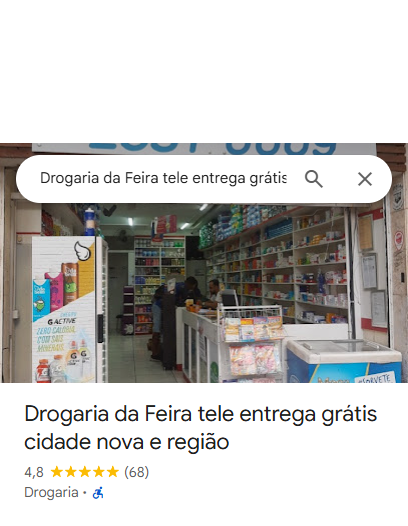 Drogaria da Feira tele entrega grátis
G ACTIVE
ZERO CALORIA
COM SAIS
MINERAIS
SORVETE
Drogaria da Feira tele entrega grátis
cidade nova e região
4,8 (68)
Drogaria ·